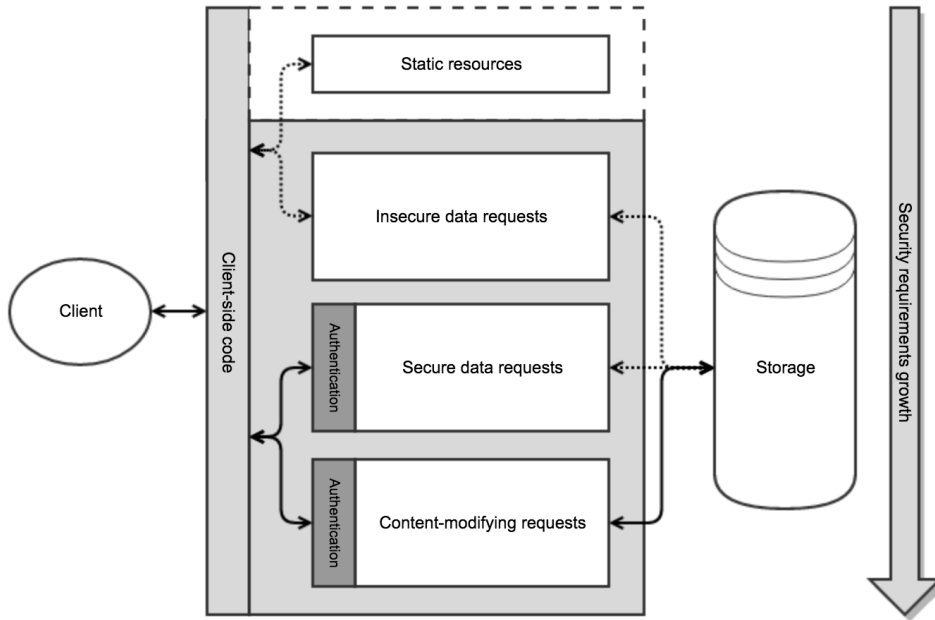 Static resources
Insecure data requests
Client
Client-side code
Authentication
Secure data requests
Storage
Security requirements growth
Authentication
Content-modifying requests